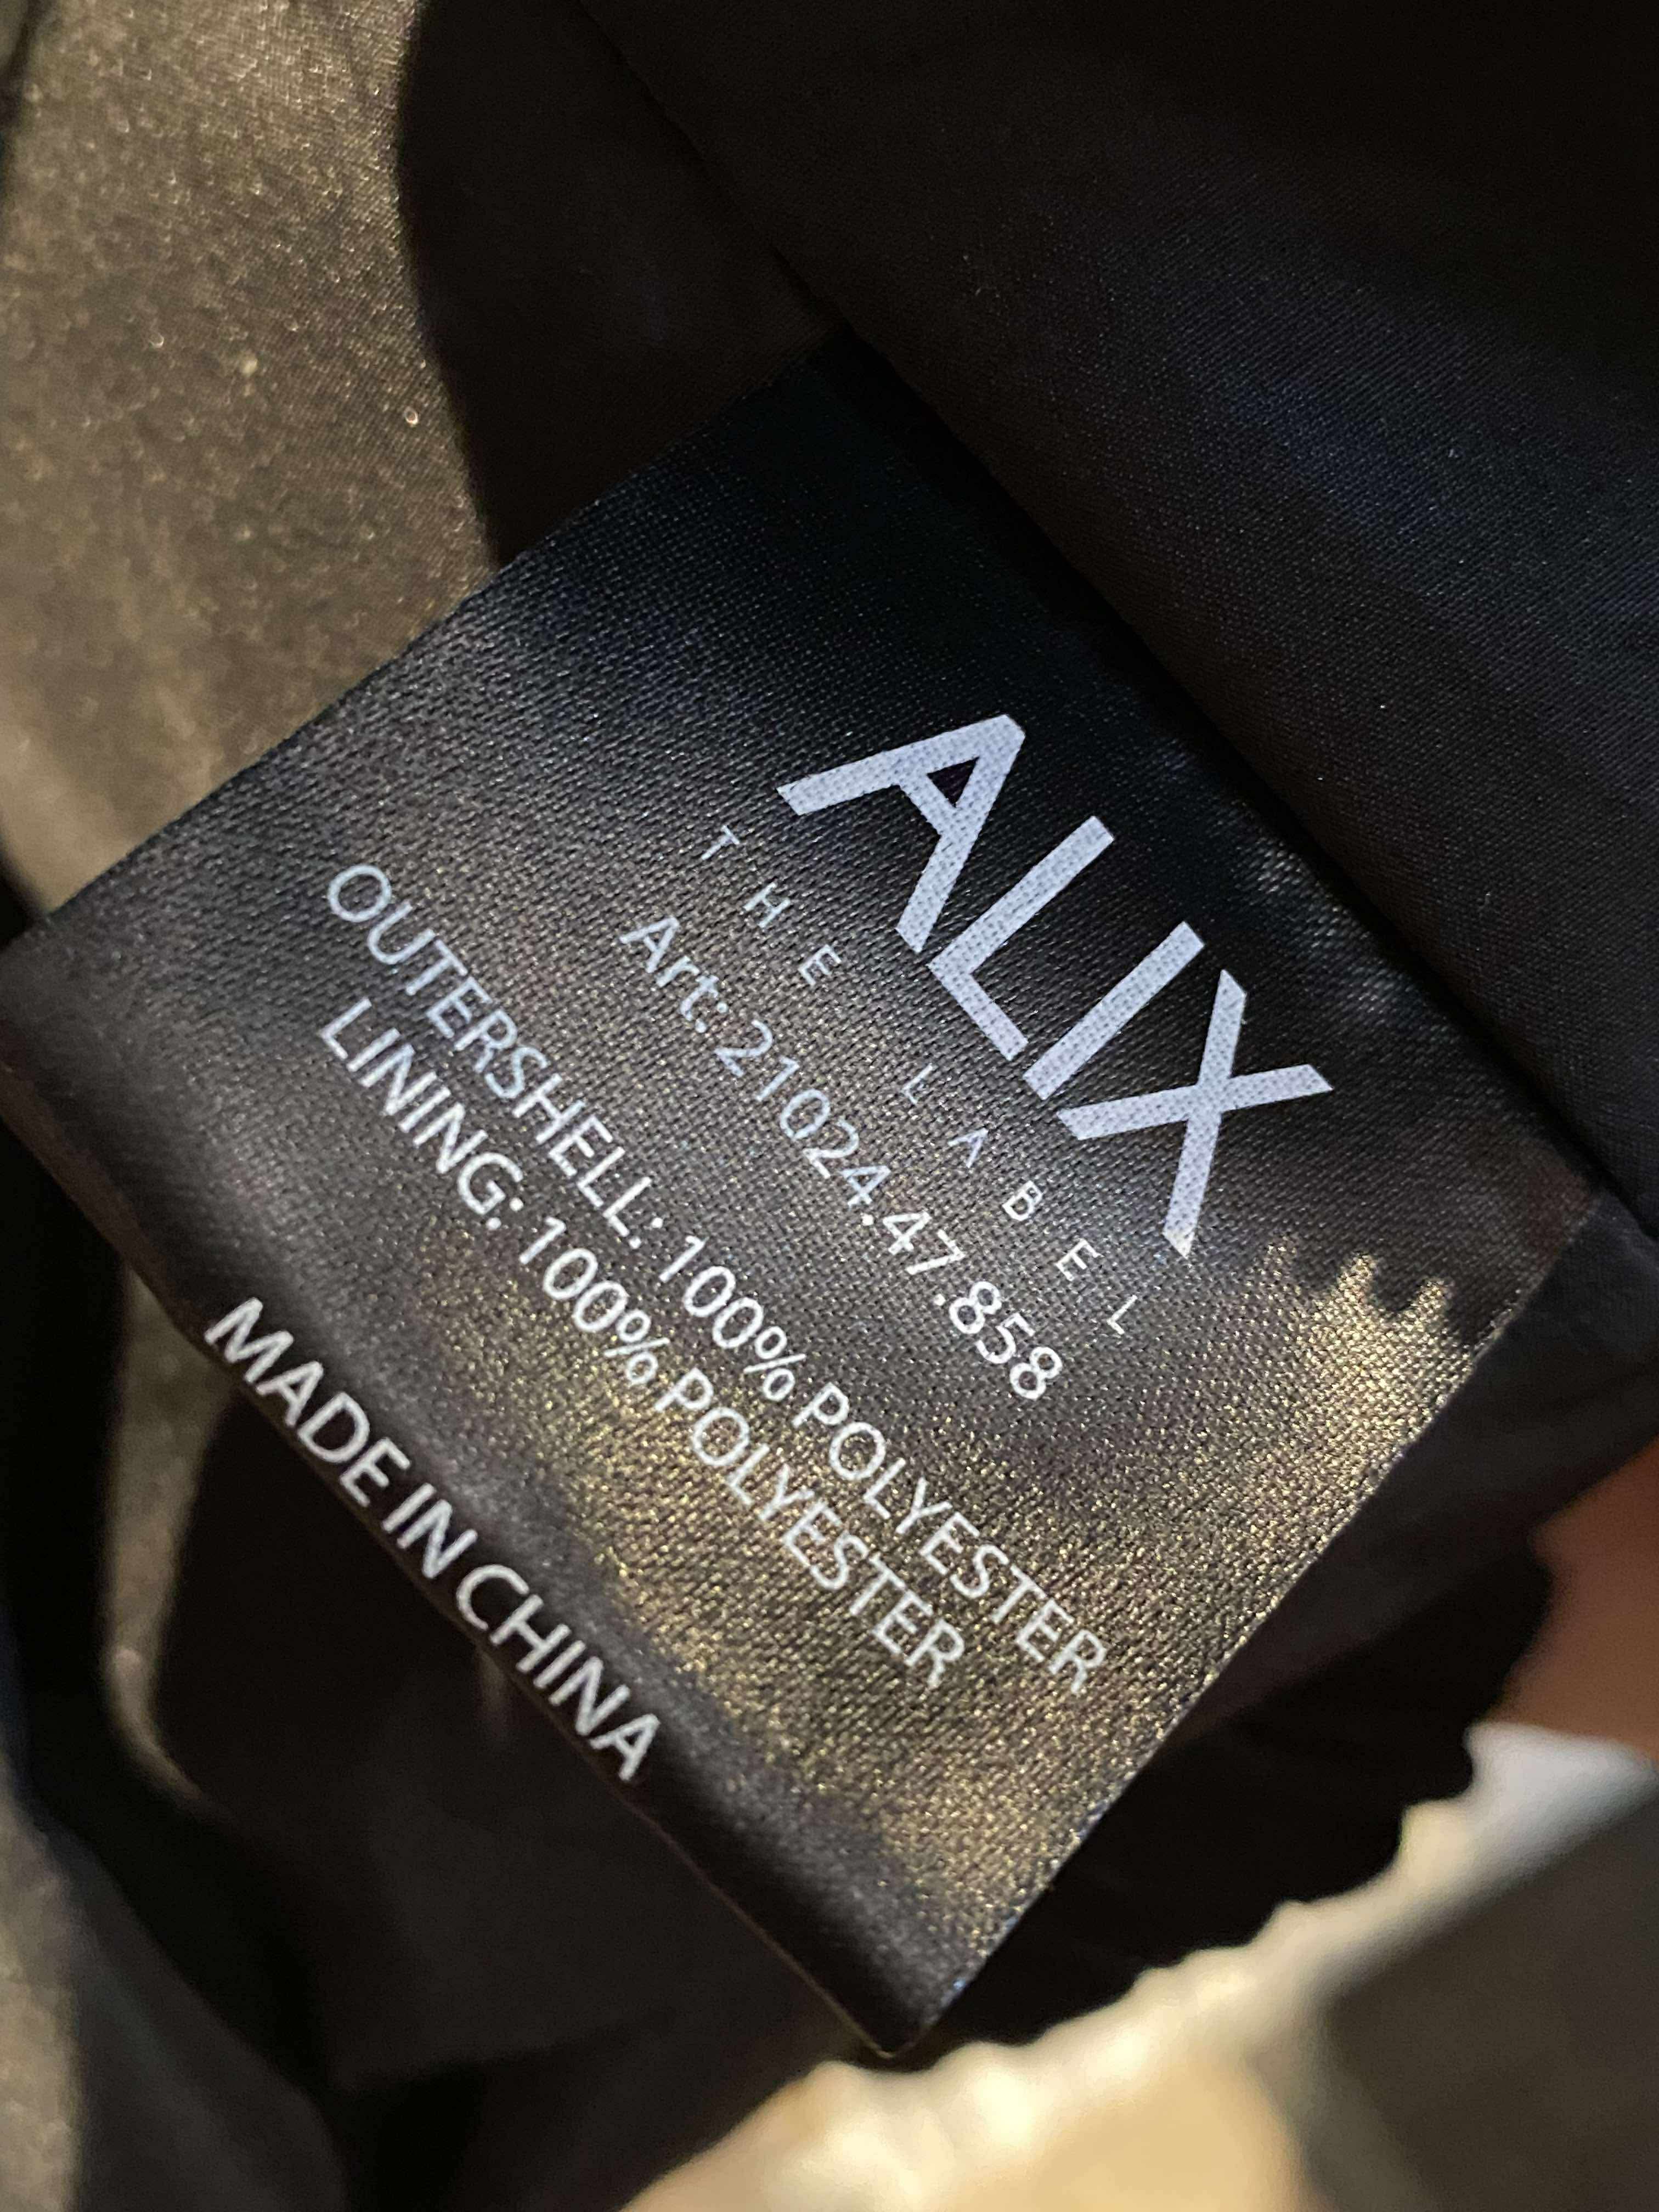 ALIX
THE LABEL
Art: 21024.47.858
OUTERSHELL: 100% POLYESTER
LINING: 100% POLYESTER
MADE IN CHINA